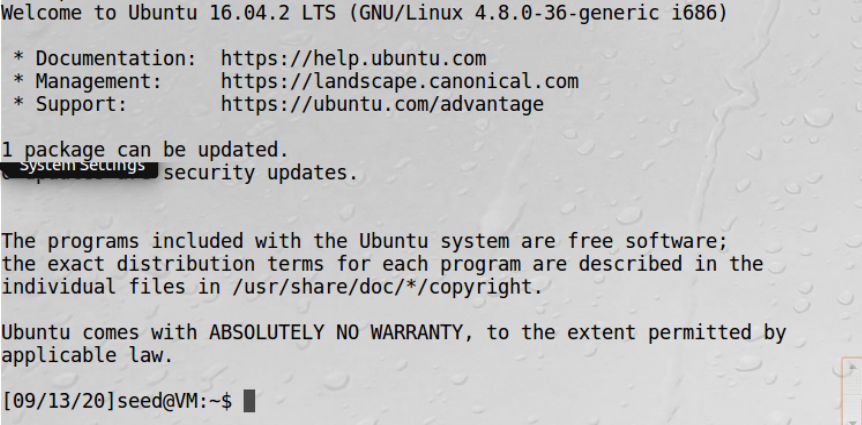 Welcome to Ubuntu 16.04.2 LTS (GNU/Linux 4.8.0-36-generic i686)
* Documentation: https://help.ubuntu.com
* Management: https://landscape.canonical.com
* Support: https://ubuntu.com/advantage
1 package can be updated.
System Settings
security updates.
The programs included with the Ubuntu system are free software;
the exact distribution terms for each program are described in the
individual files in /usr/share/doc/*/copyright.
Ubuntu comes with ABSOLUTELY NO WARRANTY, to the extent permitted by
applicable law.
[09/13/20]seed@VM:~$